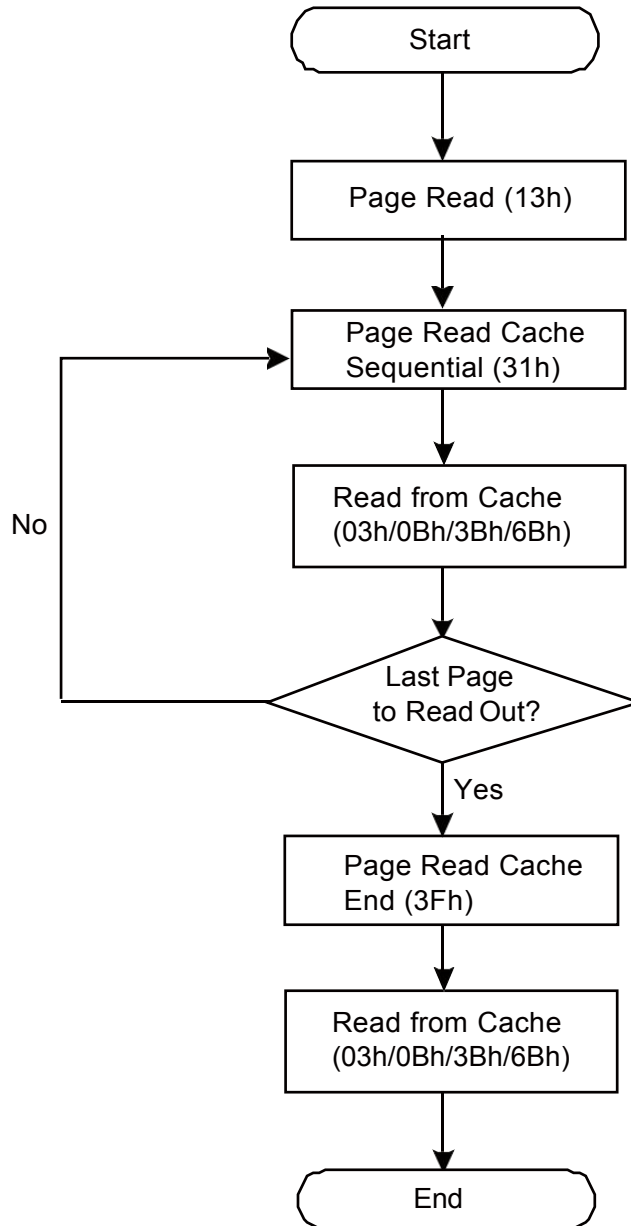 Start
Page Read (13h)
Page Read Cache
Sequential (31h)
Read from Cache
(03h/0Bh/3Bh/6Bh)
No
Last Page
to Read Out?
Yes
Page Read Cache
End (3Fh)
Read from Cache
(03h/0Bh/3Bh/6Bh)
End